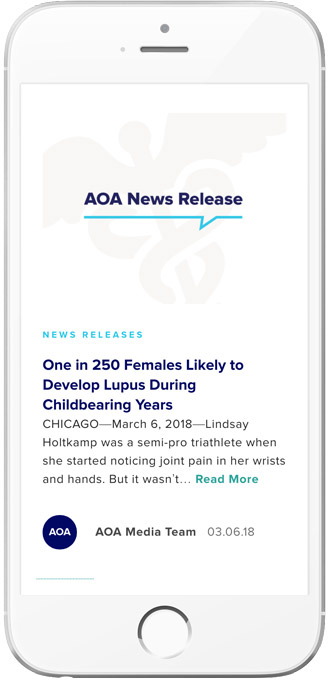 AOA News Release
NEWS RELEASES
One in 250 Females Likely to
Develop Lupus During
Childbearing Years
CHICAGO—March 6, 2018—Lindsay
Holtkamp was a semi-pro triathlete when
she started noticing joint pain in her wrists
and hands. But it wasn't… Read More
AOA AOA Media Team 03.06.18